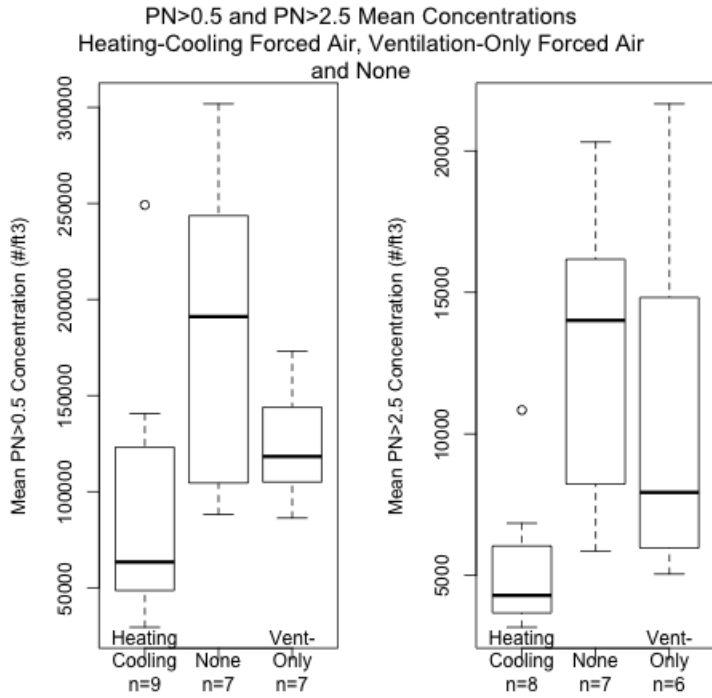 PN>0.5 and PN>2.5 Mean Concentrations
Heating-Cooling Forced Air, Ventilation-Only Forced Air
and None
Mean PN>0.5 Concentration (#/ft3)
300000
250000
200000
150000
100000
50000
Heating
Cooling
n=9
None
n=7
Vent-
Only
n=7
Mean PN>2.5 Concentration (#/ft3)
20000
15000
10000
5000
Heating
Cooling
n=8
None
n=7
Vent-
Only
n=6